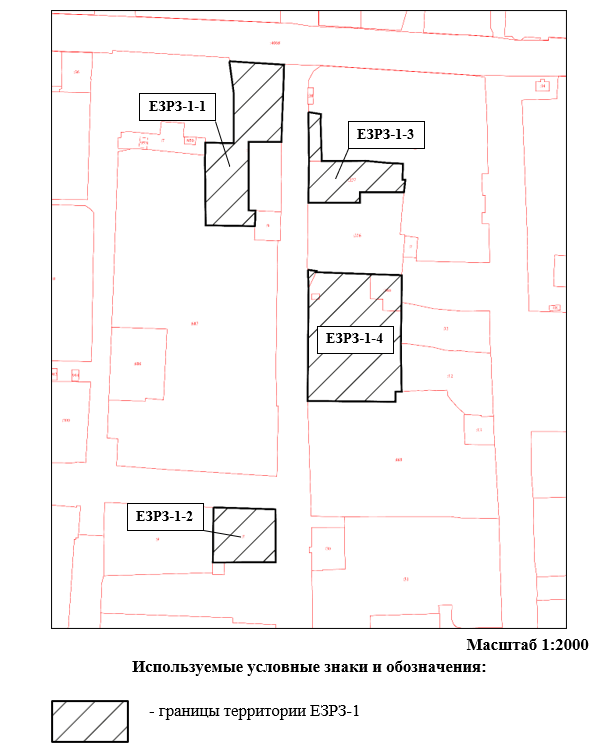 ЕЗРЗ-1-1
ЕЗРЗ-1-3
ЕЗРЗ-1-4
ЕЗРЗ-1-2
Масштаб 1:2000
Используемые условные знаки и обозначения:
- границы территории ЕЗРЗ-1